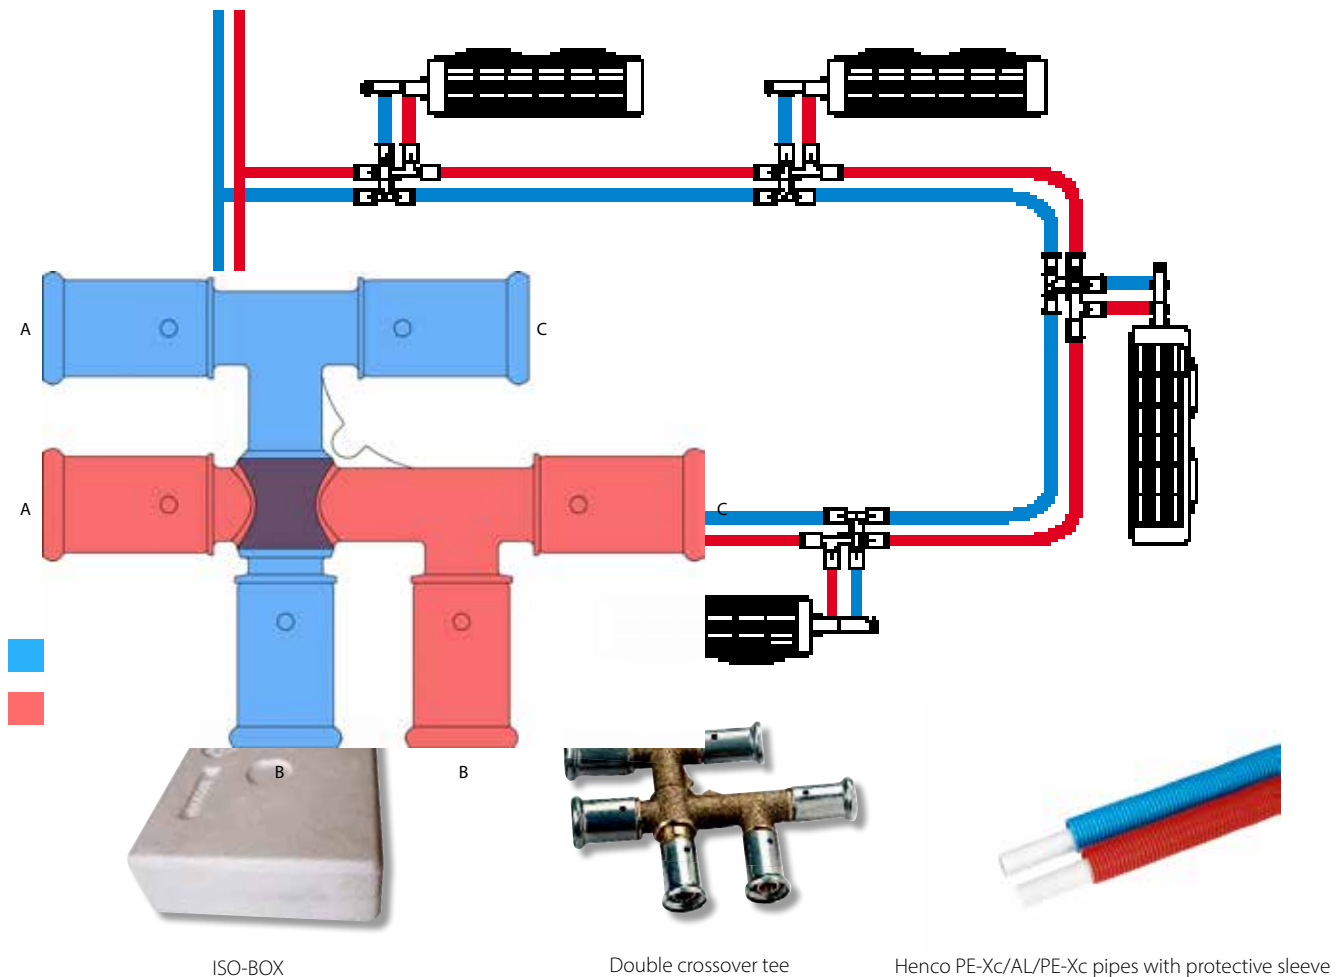 A
C
A
C
B
B
ISO-BOX
Double crossover tee
Henco PE-Xc/AL/PE-Xc pipes with protective sleeve